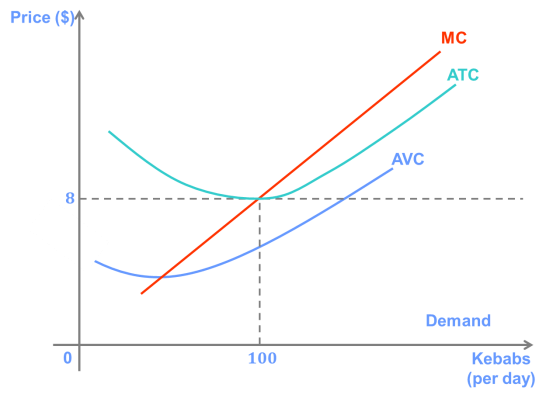 Price ($)
MC
ATC
AVC
8
Demand
0
100
Kebabs
(per day)